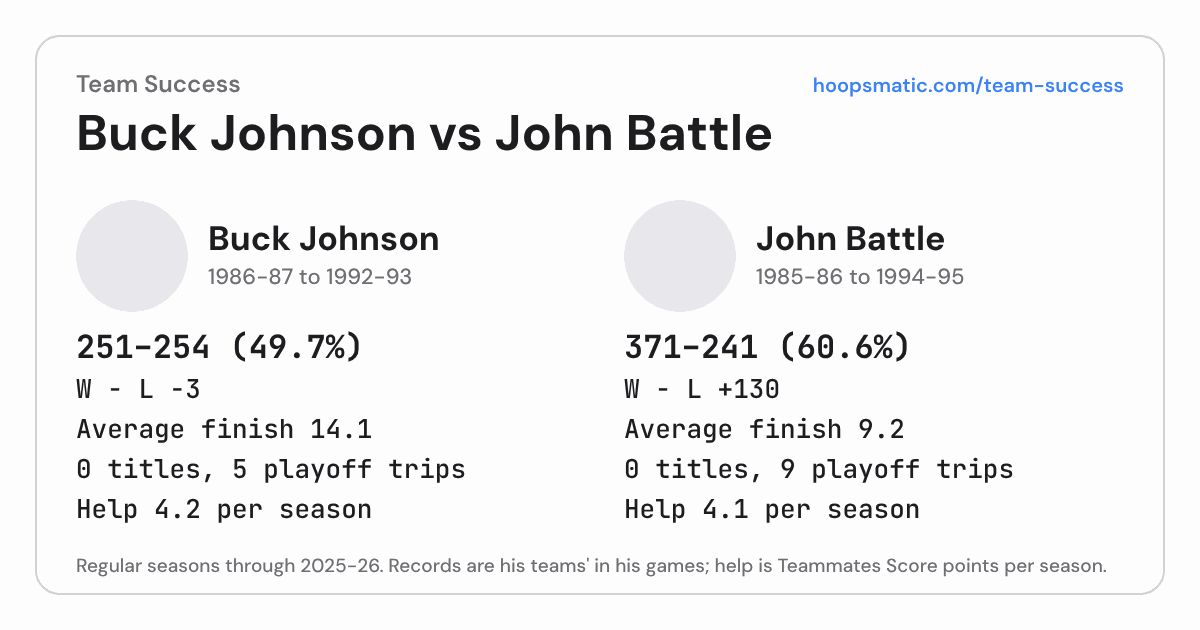 Team Success
hoopsmatic.com/team-success
Buck Johnson vs John Battle
Buck Johnson
1986-87 to 1992-93
251-254 (49.7%)
W - L -3
Average finish 14.1
0 titles, 5 playoff trips
Help 4.2 per season
John Battle
1985-86 to 1994-95
371-241 (60.6%)
W - L +130
Average finish 9.2
0 titles, 9 playoff trips
Help 4.1 per season
Regular seasons through 2025-26. Records are his teams' in his games; help is Teammates Score points per season.